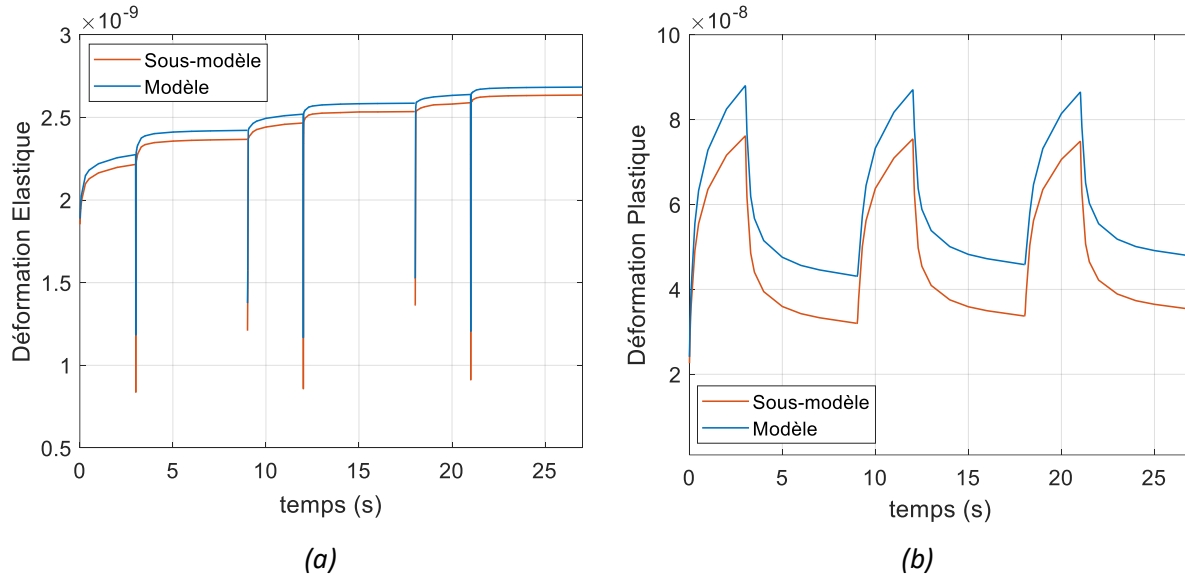 ×10⁻⁹
3
2.5
2
1.5
1
0.5
Déformation Elastique
Sous-modèle
Modèle
0 5 10 15 20 25
temps (s)
(a)
×10⁻⁸
10
8
6
4
2
Déformation Plastique
Sous-modèle
Modèle
0 5 10 15 20 25
temps (s)
(b)